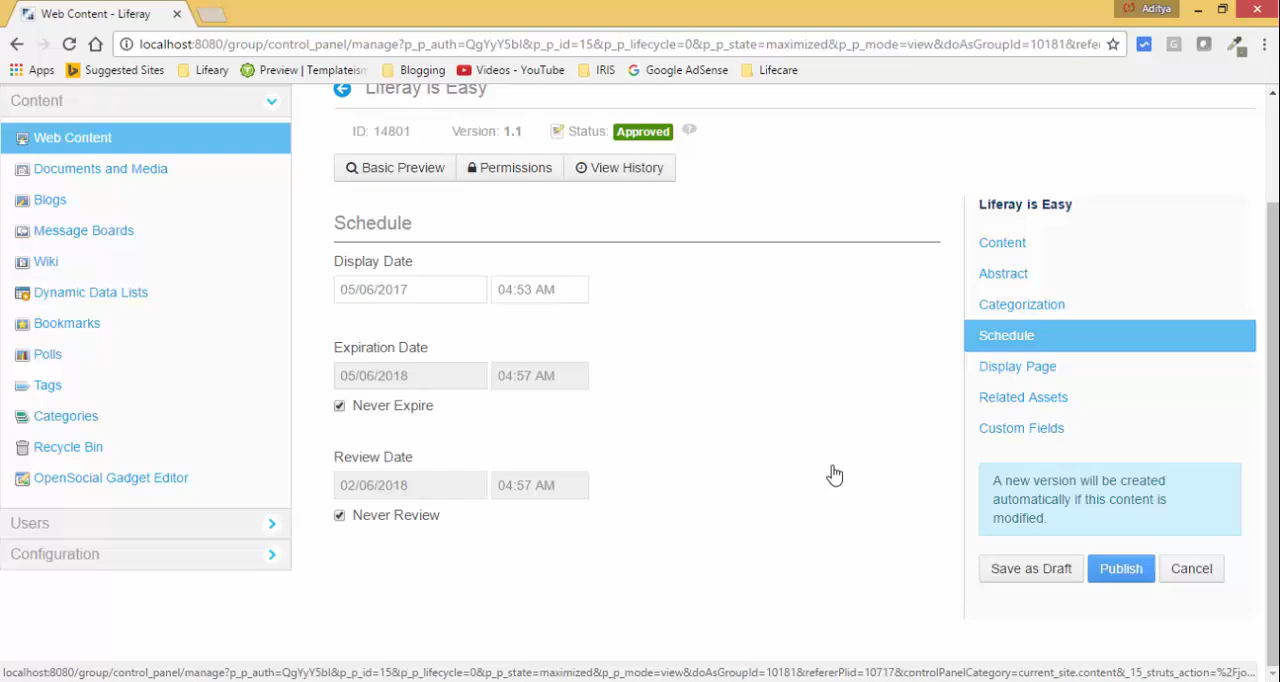 Web Content - Liferay
Aditya
localhost:8080/group/control_panel/manage?p_p_auth=QgYyY5bI&p_p_id=15&p_p_lifecycle=0&p_p_state=maximized&p_p_mode=view&doAsGroupId=10181&refere
Apps Suggested Sites Lifeary Preview | Templateism Blogging Videos - YouTube IRIS Google AdSense Lifecare
Content
Web Content
Documents and Media
Blogs
Message Boards
Wiki
Dynamic Data Lists
Bookmarks
Polls
Tags
Categories
Recycle Bin
OpenSocial Gadget Editor
Users
Configuration
Liferay is Easy
ID: 14801 Version: 1.1 Status: Approved
Basic Preview Permissions View History
Schedule
Display Date
05/06/2017 04:53 AM
Expiration Date
05/06/2018 04:57 AM
Never Expire
Review Date
02/06/2018 04:57 AM
Never Review
Liferay is Easy
Content
Abstract
Categorization
Schedule
Display Page
Related Assets
Custom Fields
A new version will be created
automatically if this content is
modified.
Save as Draft Publish Cancel
localhost:8080/group/control_panel/manage?p_p_auth=QgYyY5bI&p_p_id=15&p_p_lifecycle=0&p_p_state=maximized&p_p_mode=view&doAsGroupId=10181&refererPlid=10717&controlPanelCategory=current_site.content&_15_struts_action=%2Fjo...